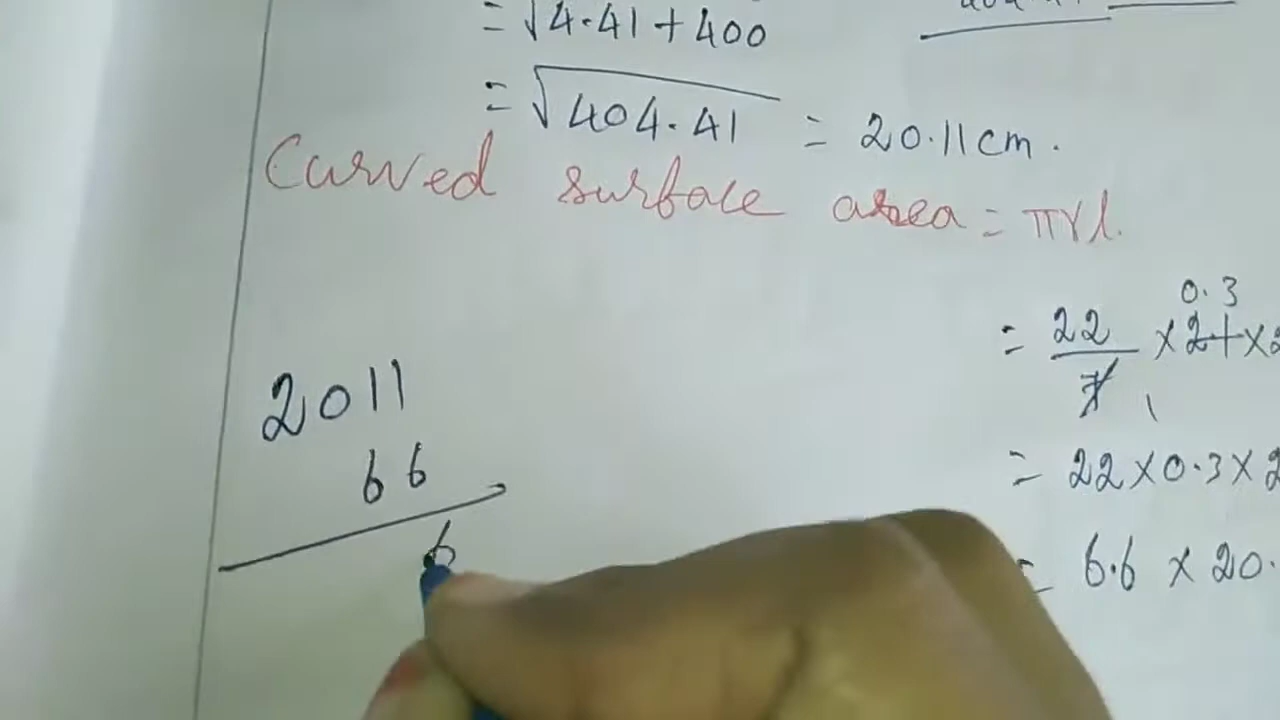 = √4.41 + 400
= √404.41 = 20.11 cm.
Curved surface area = πrl.
0.3
= 22/7 × 2.1 ×
1
= 22 × 0.3 × 2
= 6.6 × 20.
2011
66
6